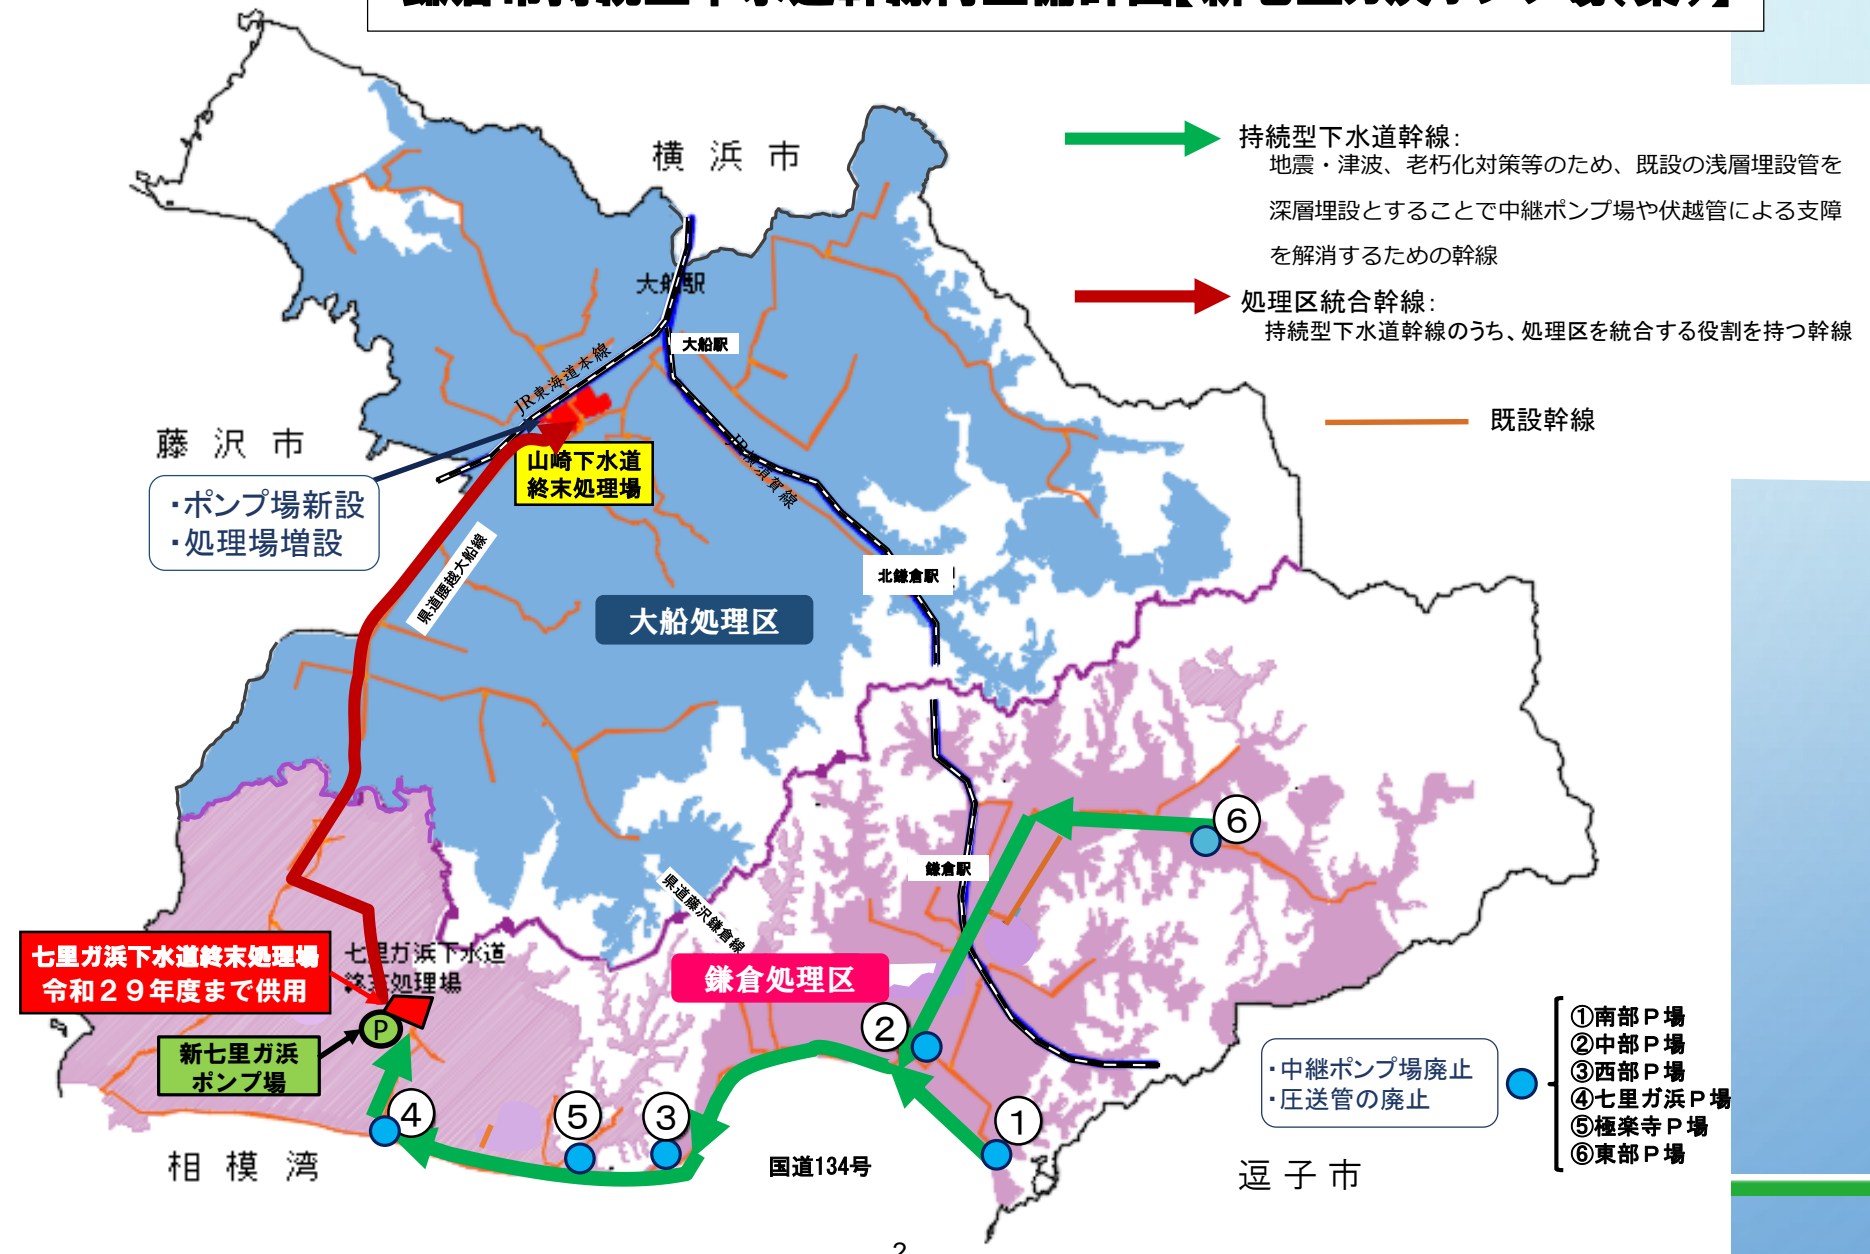 横浜市
持続型下水道幹線：
地震・津波、老朽化対策等のため、既設の浅層埋設管を
深層埋設とすることで中継ポンプ場や伏越管による支障
を解消するための幹線
処理区統合幹線：
持続型下水道幹線のうち、処理区を統合する役割を持つ幹線
既設幹線
大船駅
大船駅
JR東海道本線
藤沢市
・ポンプ場新設
・処理場増設
山崎下水道
終末処理場
JR横須賀線
県道腰越大船線
北鎌倉駅
大船処理区
⑥
鎌倉駅
県道藤沢鎌倉線
七里ガ浜下水道終末処理場
令和２９年度まで供用
七里ガ浜下水道
終末処理場
鎌倉処理区
P
新七里ガ浜
ポンプ場
②
④
⑤
③
①
国道134号
相模湾
逗子市
・中継ポンプ場廃止
・圧送管の廃止
①南部Ｐ場
②中部Ｐ場
③西部Ｐ場
④七里ガ浜Ｐ場
⑤極楽寺Ｐ場
⑥東部Ｐ場
2